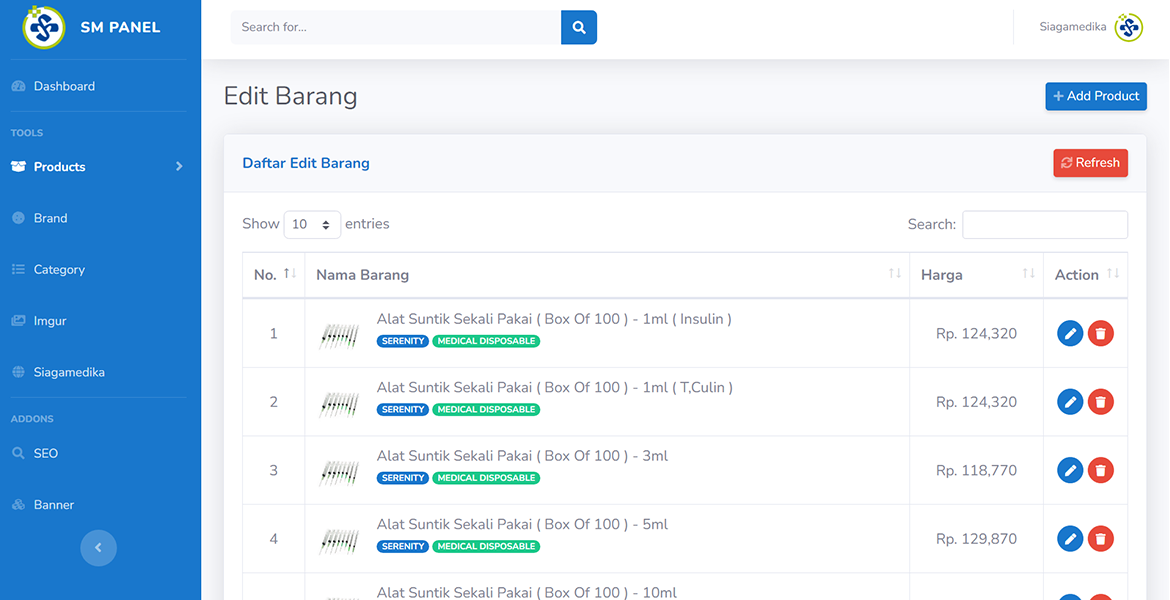 SM PANEL
Search for...
Siagamedika
Dashboard
TOOLS
Products
Brand
Category
Imgur
Siagamedika
ADDONS
SEO
Banner
Edit Barang
Add Product
Daftar Edit Barang
Refresh
Show 10 entries
Search:
No. Nama Barang Harga Action
1 Alat Suntik Sekali Pakai ( Box Of 100 ) - 1ml ( Insulin ) Rp. 124,320
SERENITY MEDICAL DISPOSABLE
2 Alat Suntik Sekali Pakai ( Box Of 100 ) - 1ml ( T,Culin ) Rp. 124,320
SERENITY MEDICAL DISPOSABLE
3 Alat Suntik Sekali Pakai ( Box Of 100 ) - 3ml Rp. 118,770
SERENITY MEDICAL DISPOSABLE
4 Alat Suntik Sekali Pakai ( Box Of 100 ) - 5ml Rp. 129,870
SERENITY MEDICAL DISPOSABLE
Alat Suntik Sekali Pakai ( Box Of 100 ) - 10ml